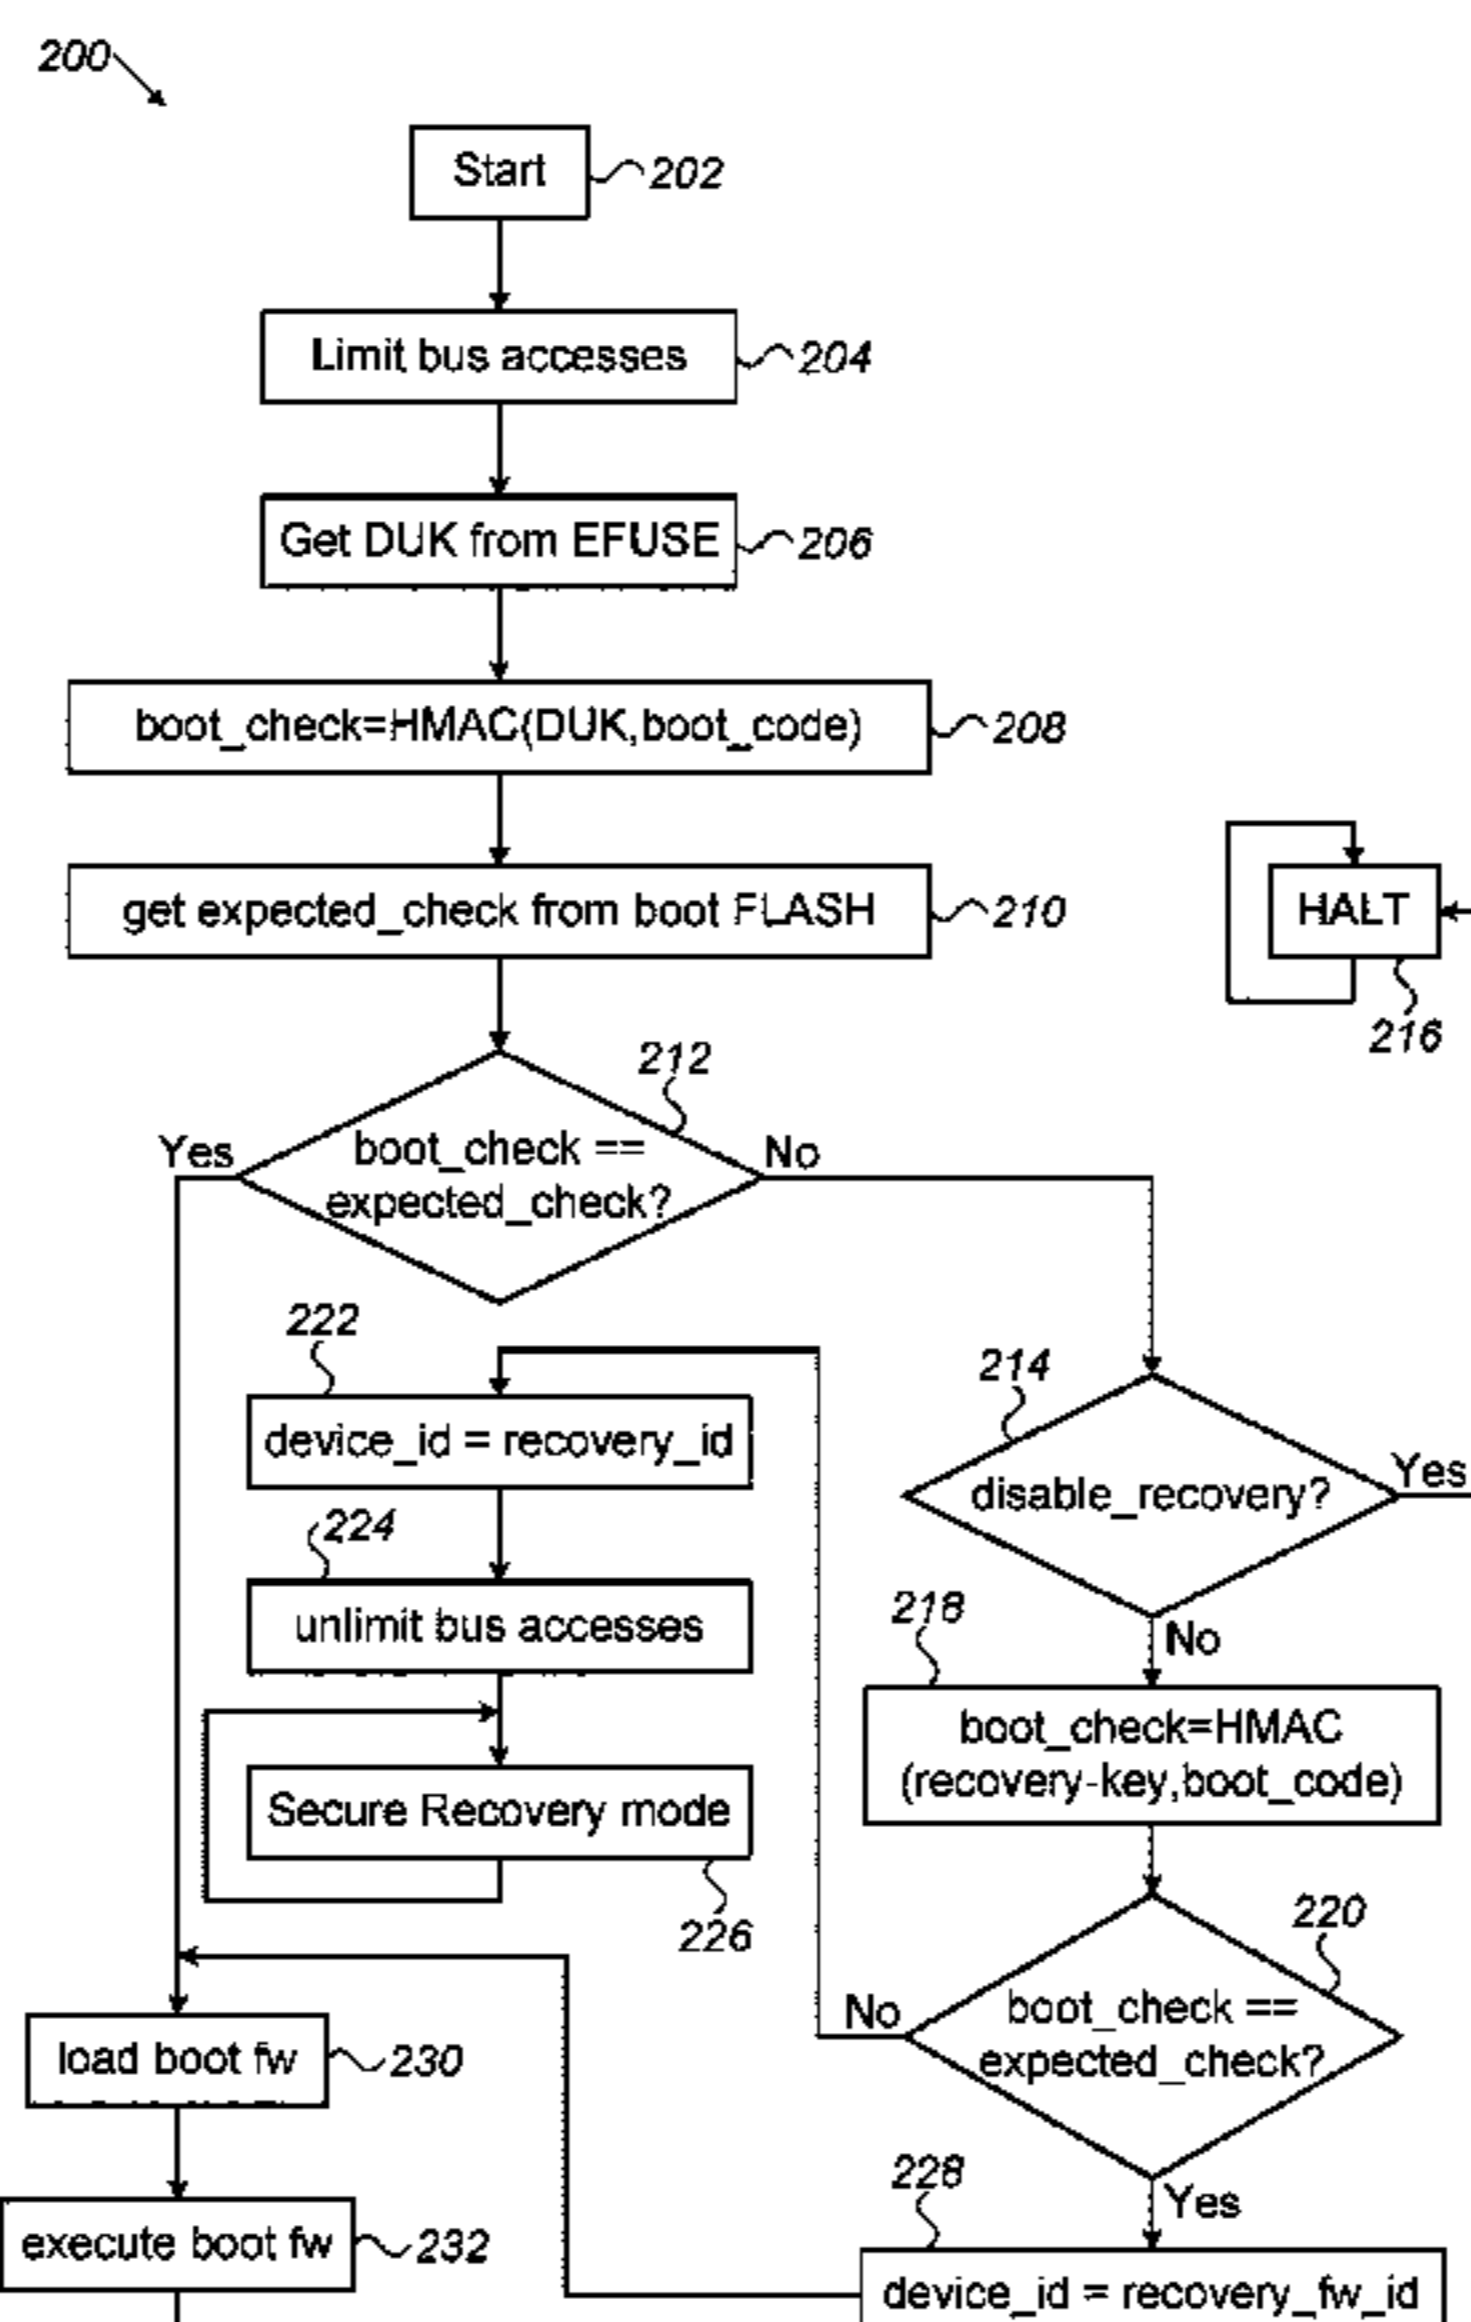 200
Start
202
Limit bus accesses
204
Get DUK from EFUSE
206
boot_check=HMAC(DUK,boot_code)
208
get expected_check from boot FLASH
210
HALT
216
212
Yes
boot_check ==
expected_check?
No
222
device_id = recovery_id
214
disable_recovery?
Yes
224
unlimit bus accesses
No
218
boot_check=HMAC
(recovery-key,boot_code)
Secure Recovery mode
226
220
No
boot_check ==
expected_check?
load boot fw
230
Yes
228
execute boot fw
232
device_id = recovery_fw_id